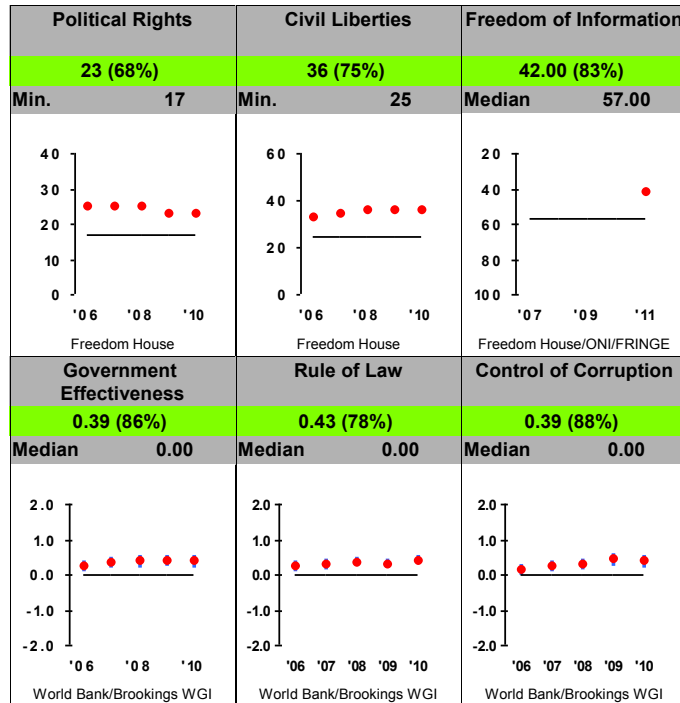 Political Rights
23 (68%)
Min. 17
40
30
20
10
0
'06 '08 '10
Freedom House
Civil Liberties
36 (75%)
Min. 25
60
40
20
0
'06 '08 '10
Freedom House
Freedom of Information
42.00 (83%)
Median 57.00
20
40
60
80
100
'07 '09 '11
Freedom House/ONI/FRINGE
Government
Effectiveness
0.39 (86%)
Median 0.00
2.0
1.0
0.0
-1.0
-2.0
'06 '08 '10
World Bank/Brookings WGI
Rule of Law
0.43 (78%)
Median 0.00
2.0
1.0
0.0
-1.0
-2.0
'06 '07 '08 '09 '10
World Bank/Brookings WGI
Control of Corruption
0.39 (88%)
Median 0.00
2.0
1.0
0.0
-1.0
-2.0
'06 '07 '08 '09 '10
World Bank/Brookings WGI